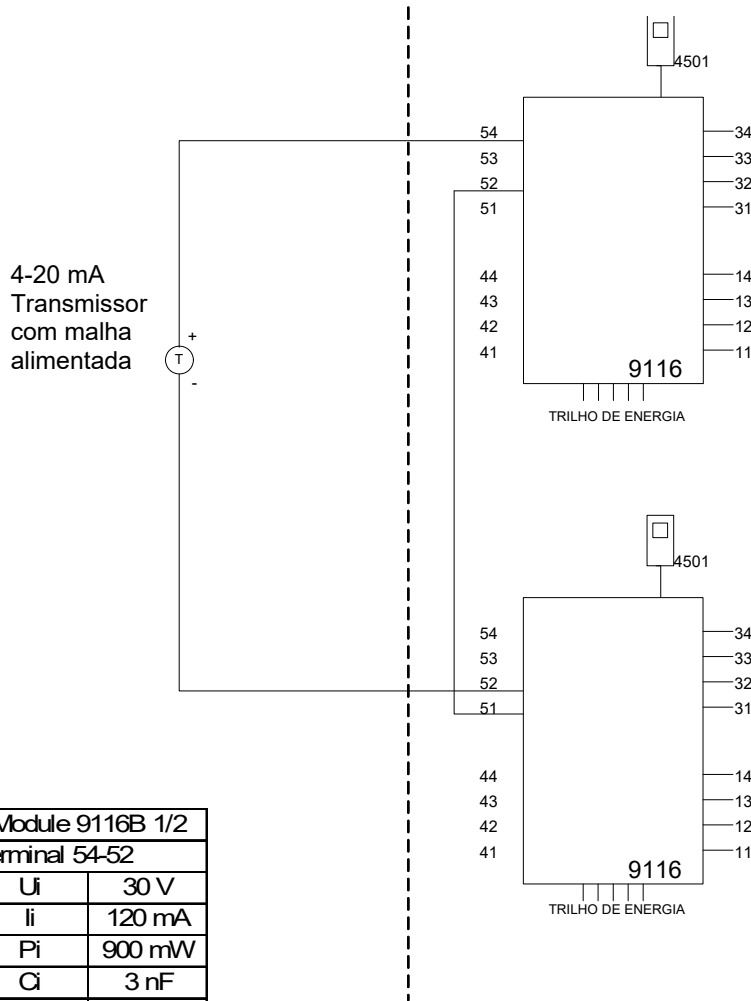 4501
54
53
52
51
44
43
42
41
34
33
32
31
14
13
12
11
9116
TRILHO DE ENERGIA
4-20 mA
Transmissor
com malha
alimentada
+
T
-
4501
54
53
52
51
44
43
42
41
34
33
32
31
14
13
12
11
9116
TRILHO DE ENERGIA
Module 9116B 1/2
erminal 54-52
Ui 30 V
Ii 120 mA
Pi 900 mW
Ci 3 nF